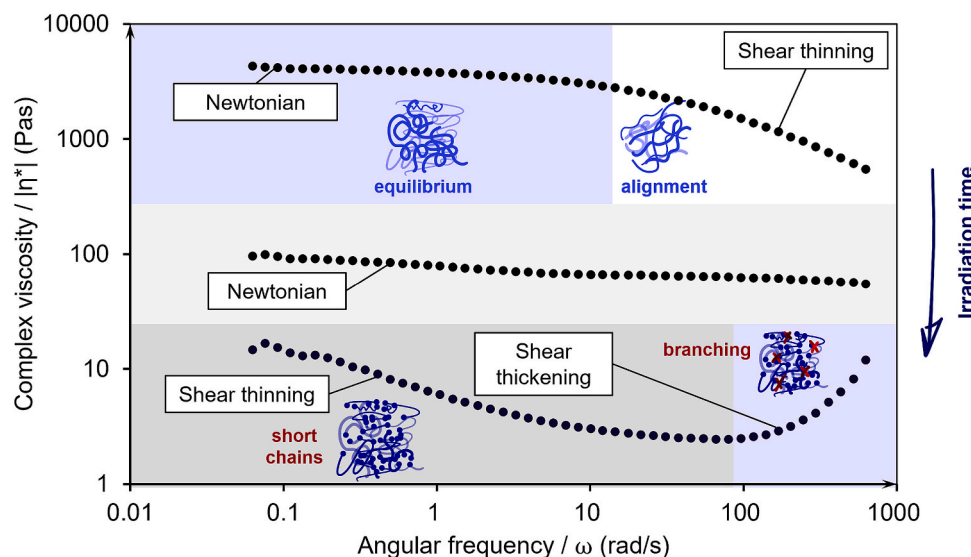 10000
1000
100
10
1
Complex viscosity / |η*| (Pas)
Newtonian
Shear thinning
equilibrium
alignment
Newtonian
Shear thinning
short
chains
Shear
thickening
branching
0.01
0.1
1
10
100
1000
Angular frequency / ω (rad/s)
Irradiation time